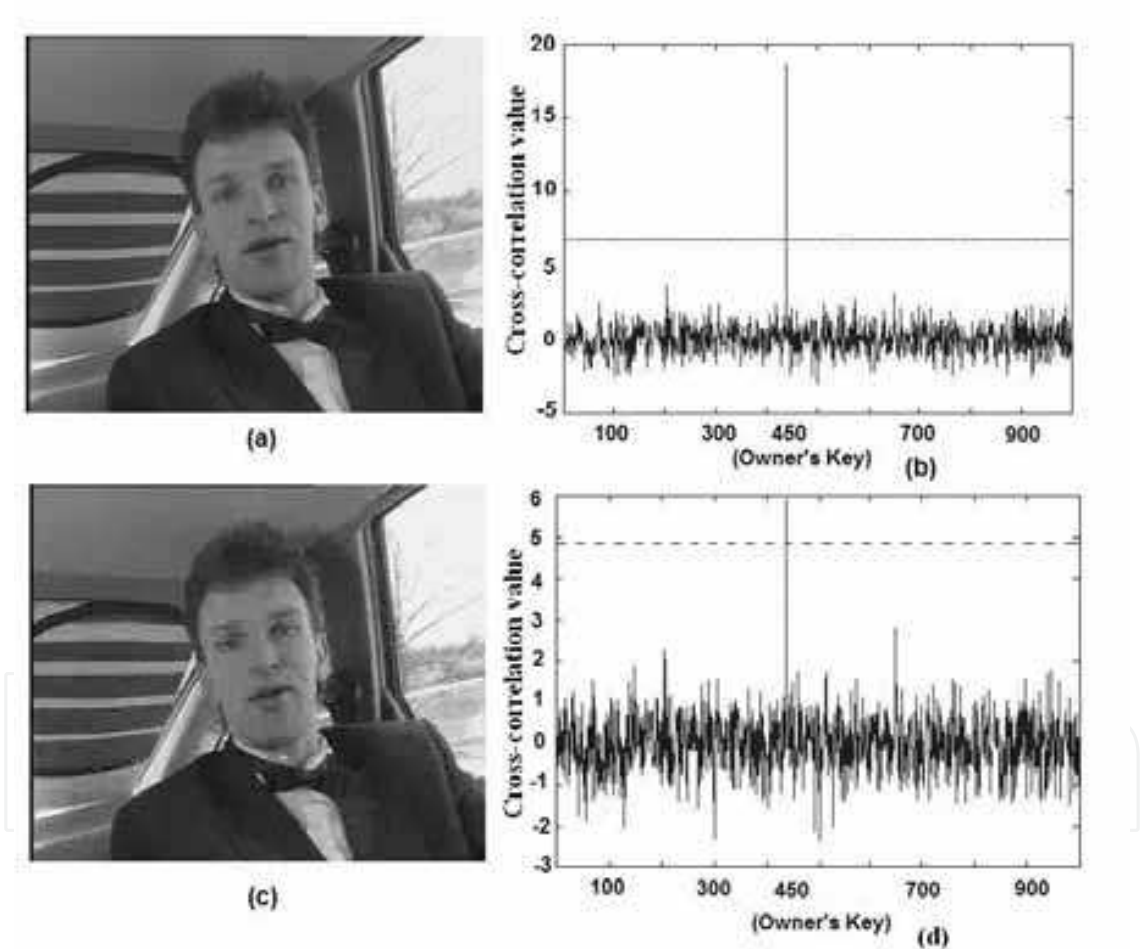 20
15
10
5
0
-5
Cross-correlation value
100 300 450 700 900
(Owner's Key)
(b)
(a)
6
5
4
3
2
1
0
-1
-2
-3
Cross-correlation value
100 300 450 700 900
(Owner's Key)
(d)
(c)